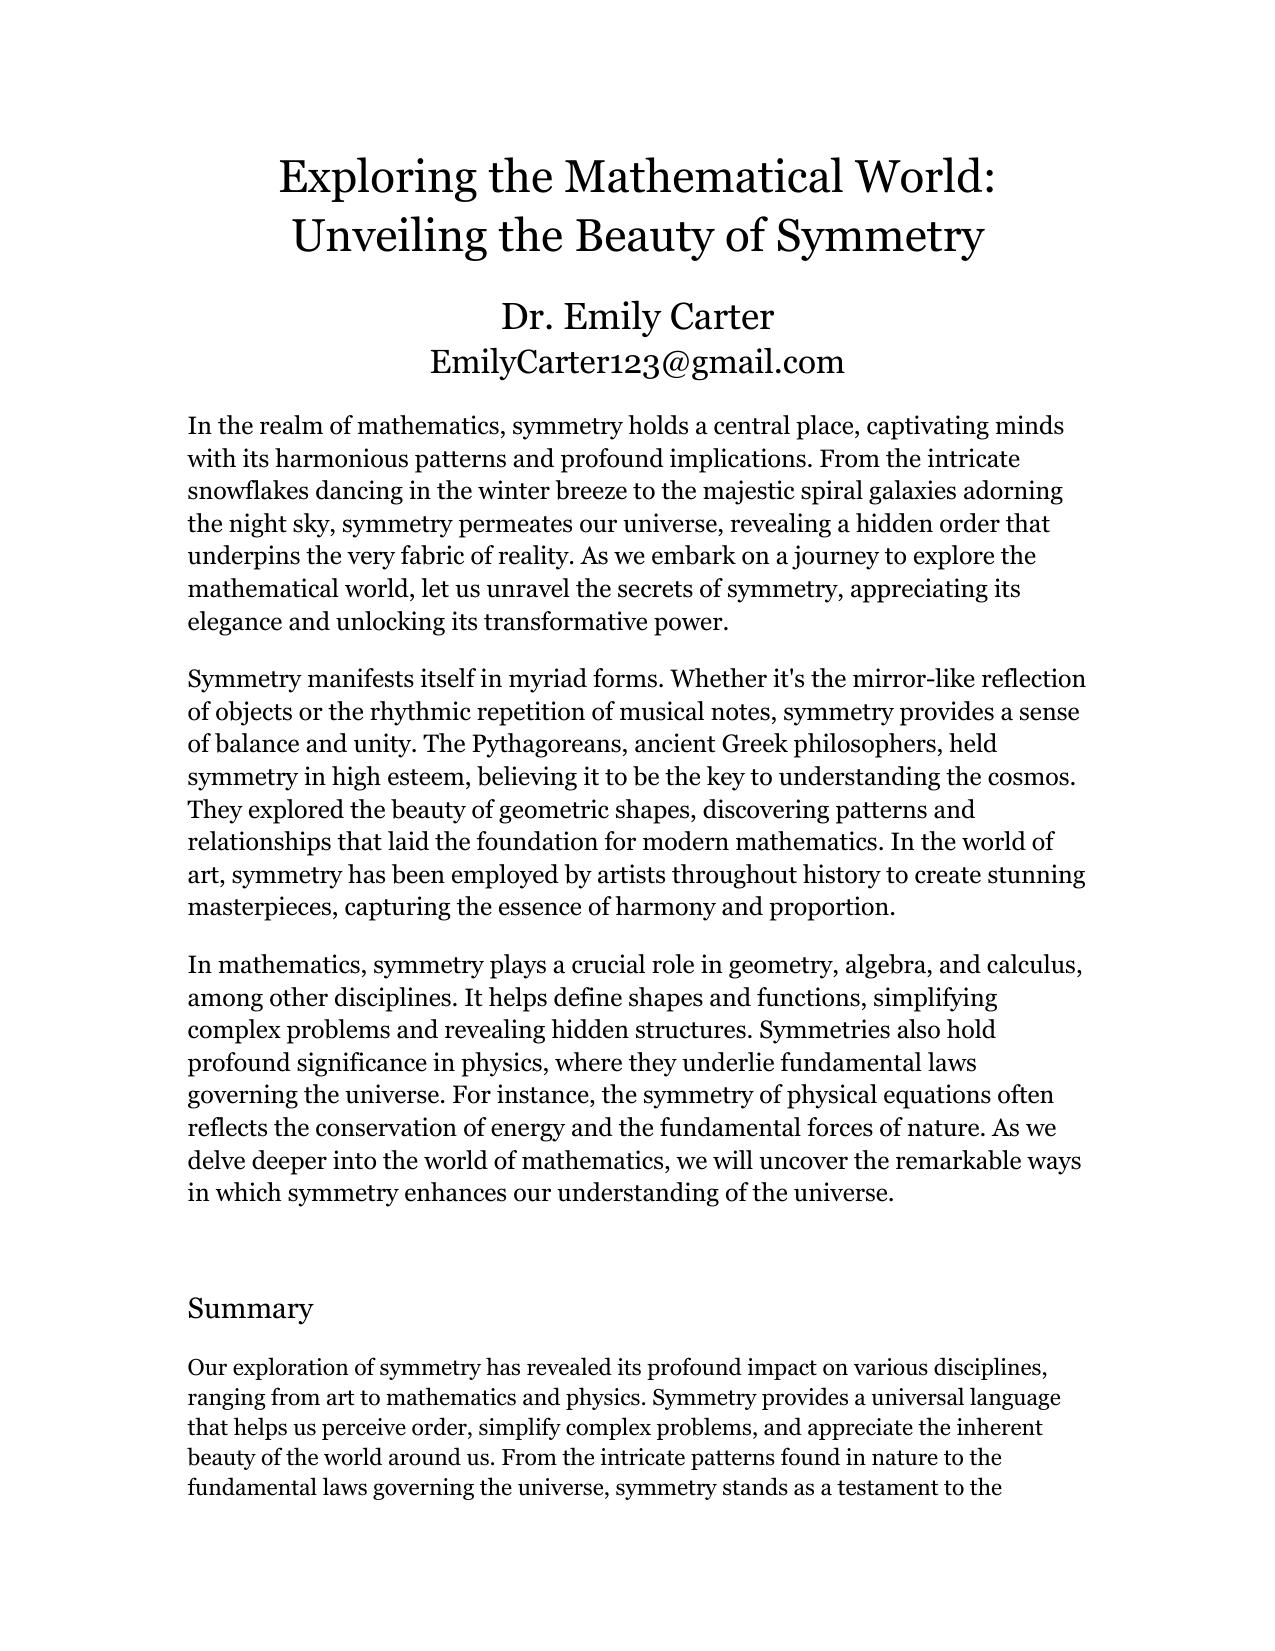 Exploring the Mathematical World:
Unveiling the Beauty of Symmetry
Dr. Emily Carter
EmilyCarter123@gmail.com
In the realm of mathematics, symmetry holds a central place, captivating minds
with its harmonious patterns and profound implications. From the intricate
snowflakes dancing in the winter breeze to the majestic spiral galaxies adorning
the night sky, symmetry permeates our universe, revealing a hidden order that
underpins the very fabric of reality. As we embark on a journey to explore the
mathematical world, let us unravel the secrets of symmetry, appreciating its
elegance and unlocking its transformative power.
Symmetry manifests itself in myriad forms. Whether it's the mirror-like reflection
of objects or the rhythmic repetition of musical notes, symmetry provides a sense
of balance and unity. The Pythagoreans, ancient Greek philosophers, held
symmetry in high esteem, believing it to be the key to understanding the cosmos.
They explored the beauty of geometric shapes, discovering patterns and
relationships that laid the foundation for modern mathematics. In the world of
art, symmetry has been employed by artists throughout history to create stunning
masterpieces, capturing the essence of harmony and proportion.
In mathematics, symmetry plays a crucial role in geometry, algebra, and calculus,
among other disciplines. It helps define shapes and functions, simplifying
complex problems and revealing hidden structures. Symmetries also hold
profound significance in physics, where they underlie fundamental laws
governing the universe. For instance, the symmetry of physical equations often
reflects the conservation of energy and the fundamental forces of nature. As we
delve deeper into the world of mathematics, we will uncover the remarkable ways
in which symmetry enhances our understanding of the universe.
Summary
Our exploration of symmetry has revealed its profound impact on various disciplines,
ranging from art to mathematics and physics. Symmetry provides a universal language
that helps us perceive order, simplify complex problems, and appreciate the inherent
beauty of the world around us. From the intricate patterns found in nature to the
fundamental laws governing the universe, symmetry stands as a testament to the